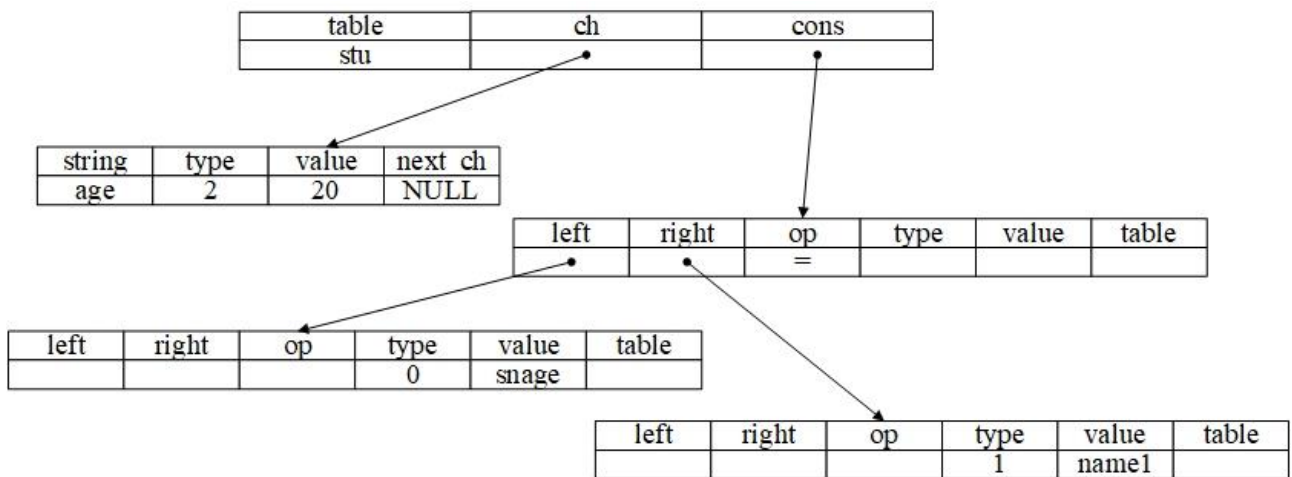 table ch cons
stu
string type value next ch
age 2 20 NULL
left right op type value table
=
left right op type value table
0 snage
left right op type value table
1 name1